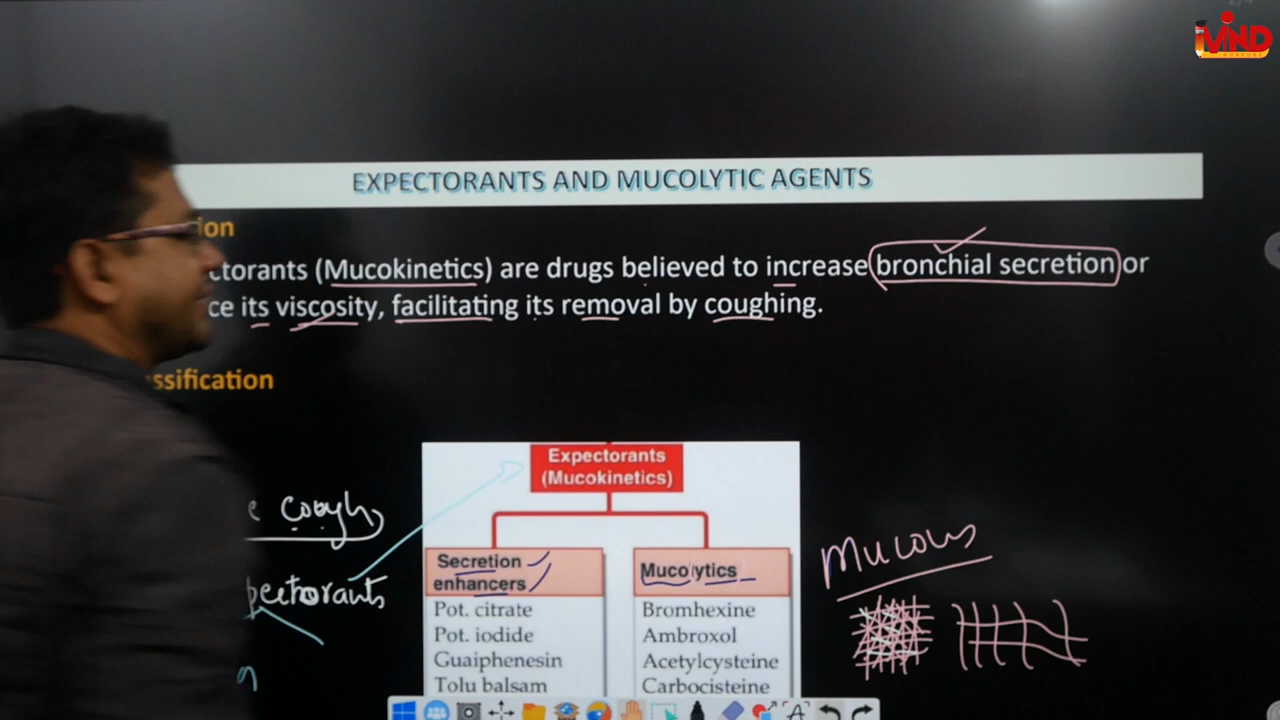 MIND
EXPECTORANTS AND MUCOLYTIC AGENTS
ion
ctorants (Mucokinetics) are drugs believed to increase bronchial secretion or
ce its viscosity, facilitating its removal by coughing.
ssification
Expectorants
(Mucokinetics)
e cough
pectorants
Secretion
enhancers
Pot. citrate
Pot. iodide
Guaiphenesin
Tolu balsam
Mucolytics
Bromhexine
Ambroxol
Acetylcysteine
Carbocisteine
Mucous